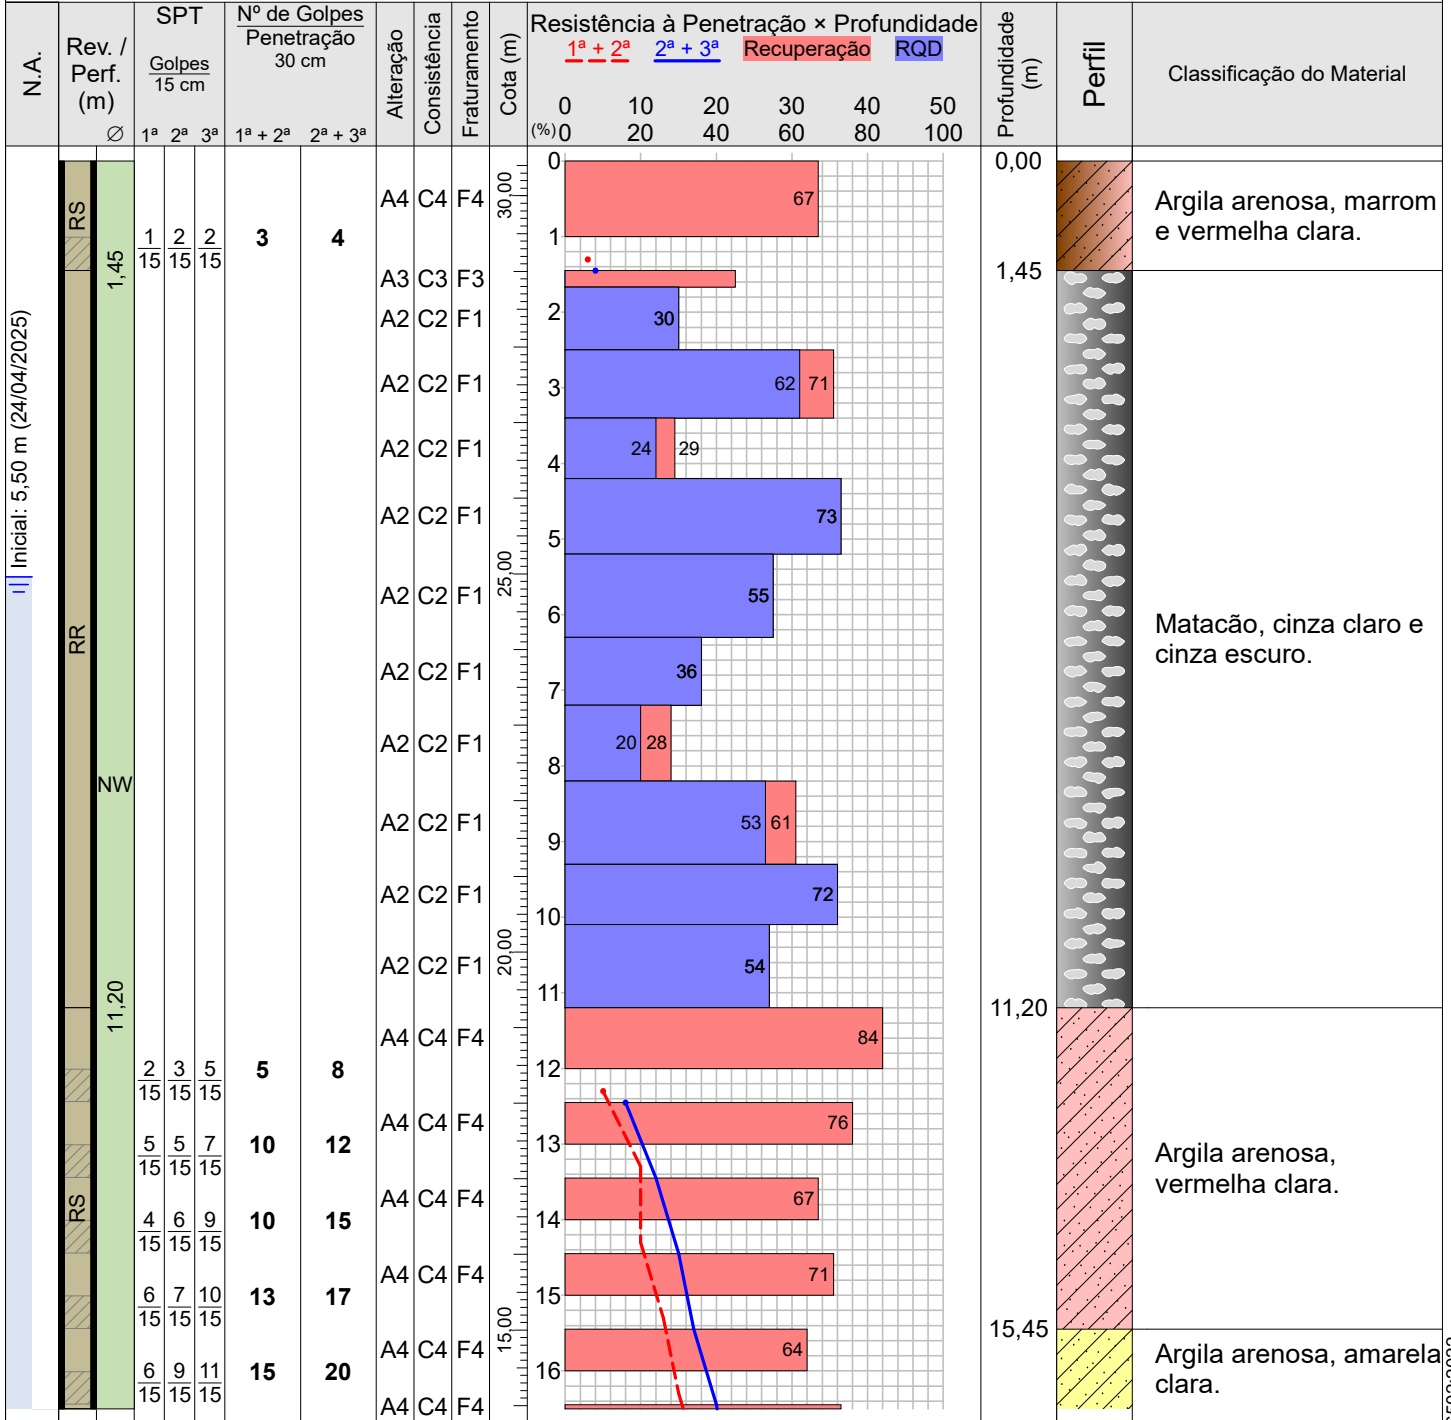 N.A.
Rev. /
Perf.
(m)
∅
SPT
Golpes
15 cm
1ª 2ª 3ª
Nº de Golpes
Penetração
30 cm
1ª + 2ª 2ª + 3ª
Alteração
Consistência
Fraturamento
Cota (m)
Resistência à Penetração × Profundidade
1ª + 2ª 2ª + 3ª Recuperação RQD
0 10 20 30 40 50
(%) 0 20 40 60 80 100
Profundidade
(m)
Perfil
Classificação do Material
Inicial: 5,50 m (24/04/2025)
RS
RR
RS
1,45
NW
11,20
1 2 2 3 4
15 15 15
2 3 5 5 8
15 15 15
5 5 7 10 12
15 15 15
4 6 9 10 15
15 15 15
6 7 10 13 17
15 15 15
6 9 11 15 20
15 15 15
A4 C4 F4
A3 C3 F3
A2 C2 F1
A2 C2 F1
A2 C2 F1
A2 C2 F1
A2 C2 F1
A2 C2 F1
A2 C2 F1
A2 C2 F1
A2 C2 F1
A2 C2 F1
A4 C4 F4
A4 C4 F4
A4 C4 F4
A4 C4 F4
A4 C4 F4
A4 C4 F4
30,00
25,00
20,00
15,00
0
1
2
3
4
5
6
7
8
9
10
11
12
13
14
15
16
67
30
62 71
24 29
73
55
36
20 28
53 61
72
54
84
76
67
71
64
0,00
1,45
11,20
15,45
Argila arenosa, marrom
e vermelha clara.
Matacão, cinza claro e
cinza escuro.
Argila arenosa,
vermelha clara.
Argila arenosa, amarela
clara.